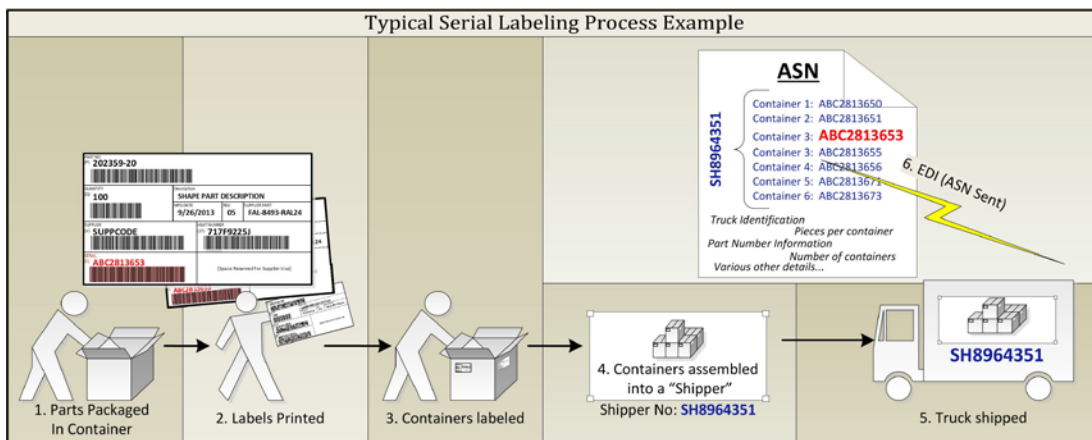 Typical Serial Labeling Process Example
ASN
SH8964351
Container 1: ABC2813650
Container 2: ABC2813651
Container 3: ABC2813653
Container 3: ABC2813655
Container 4: ABC2813656
Container 5: ABC2813671
Container 6: ABC2813673
Truck Identification
Pieces per container
Part Number Information
Number of containers
Various other details...
6. EDI (ASN Sent)
202359-20
QUANTITY
100
Description
SHAPE PART DESCRIPTION
9/26/2013
05
FAL-8493-RAL24
SUPPLIER
SUPPCODE
717F9225J
SERIAL
ABC2813653
[Space Reserved For Supplier Use]
1. Parts Packaged
In Container
2. Labels Printed
3. Containers labeled
4. Containers assembled
into a "Shipper"
Shipper No: SH8964351
SH8964351
5. Truck shipped